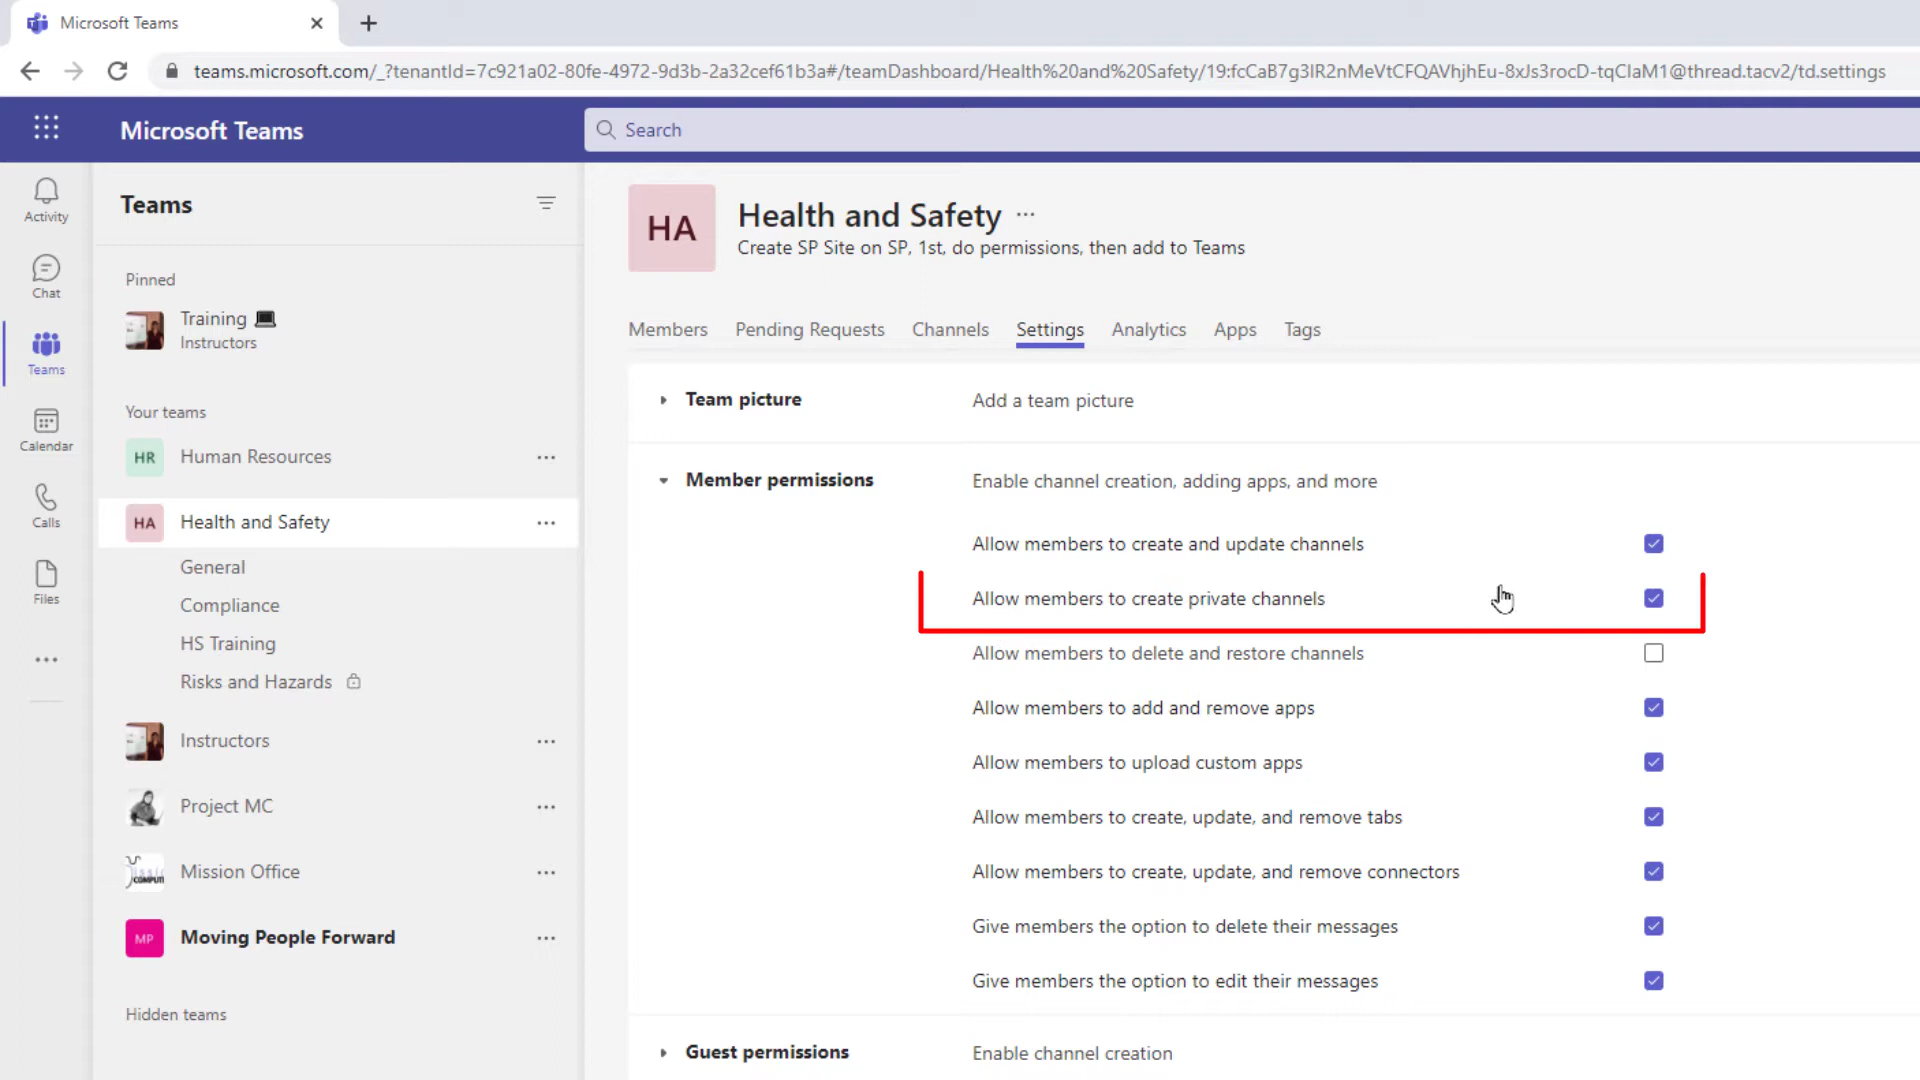 Microsoft Teams
teams.microsoft.com/_?tenantId=7c921a02-80fe-4972-9d3b-2a32cef61b3a#/teamDashboard/Health%20and%20Safety/19:fcCaB7g3lR2nMeVtCFQAVhjhEu-8xJs3rocD-tqClaM1@thread.tacv2/td.settings
Microsoft Teams
Search
Activity
Chat
Teams
Calendar
Calls
Files
Teams
Pinned
Training
Instructors
Your teams
HR Human Resources
HA Health and Safety
General
Compliance
HS Training
Risks and Hazards
Instructors
Project MC
Mission Office
MP Moving People Forward
Hidden teams
HA
Health and Safety
Create SP Site on SP, 1st, do permissions, then add to Teams
Members Pending Requests Channels Settings Analytics Apps Tags
Team picture Add a team picture
Member permissions Enable channel creation, adding apps, and more
Allow members to create and update channels
Allow members to create private channels
Allow members to delete and restore channels
Allow members to add and remove apps
Allow members to upload custom apps
Allow members to create, update, and remove tabs
Allow members to create, update, and remove connectors
Give members the option to delete their messages
Give members the option to edit their messages
Guest permissions Enable channel creation